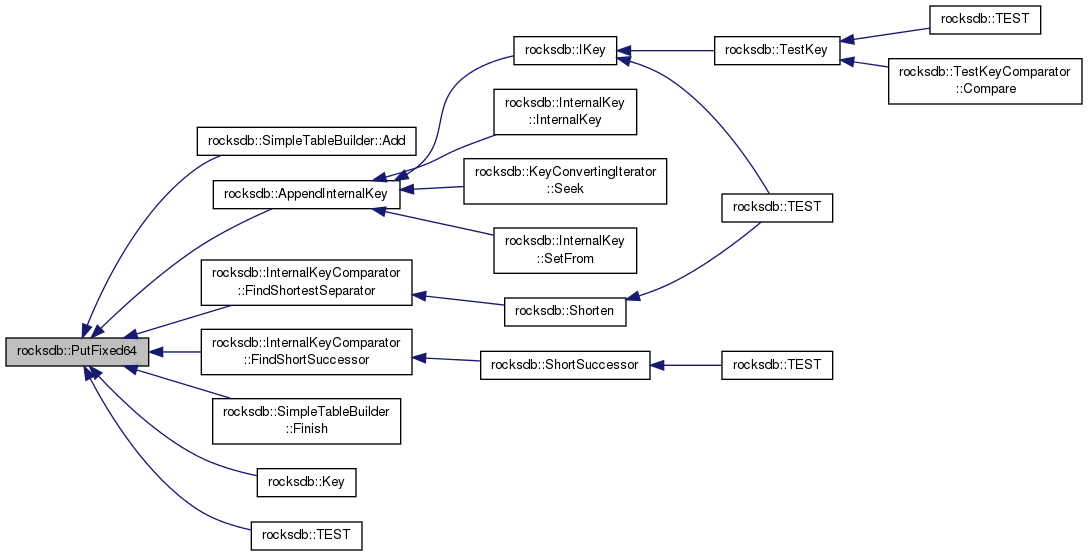 rocksdb::TEST
rocksdb::IKey
rocksdb::TestKey
rocksdb::TestKeyComparator
::Compare
rocksdb::InternalKey
::InternalKey
rocksdb::SimpleTableBuilder::Add
rocksdb::KeyConvertingIterator
::Seek
rocksdb::AppendInternalKey
rocksdb::TEST
rocksdb::InternalKey
::SetFrom
rocksdb::InternalKeyComparator
::FindShortestSeparator
rocksdb::Shorten
rocksdb::PutFixed64
rocksdb::InternalKeyComparator
::FindShortSuccessor
rocksdb::ShortSuccessor
rocksdb::TEST
rocksdb::SimpleTableBuilder
::Finish
rocksdb::Key
rocksdb::TEST